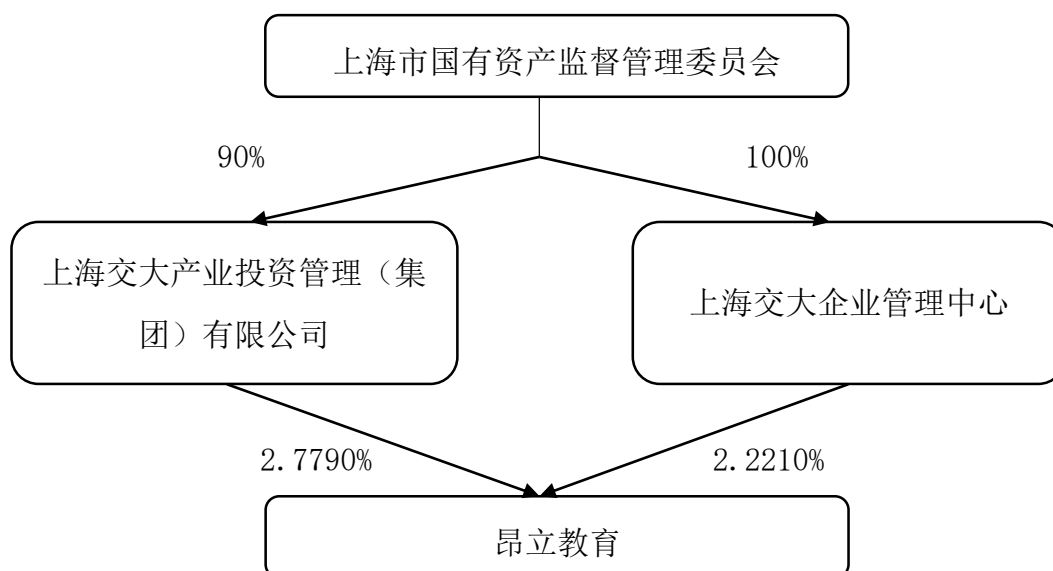 上海市国有资产监督管理委员会
90%
100%
上海交大产业投资管理（集
团）有限公司
上海交大企业管理中心
2.7790%
2.2210%
昂立教育